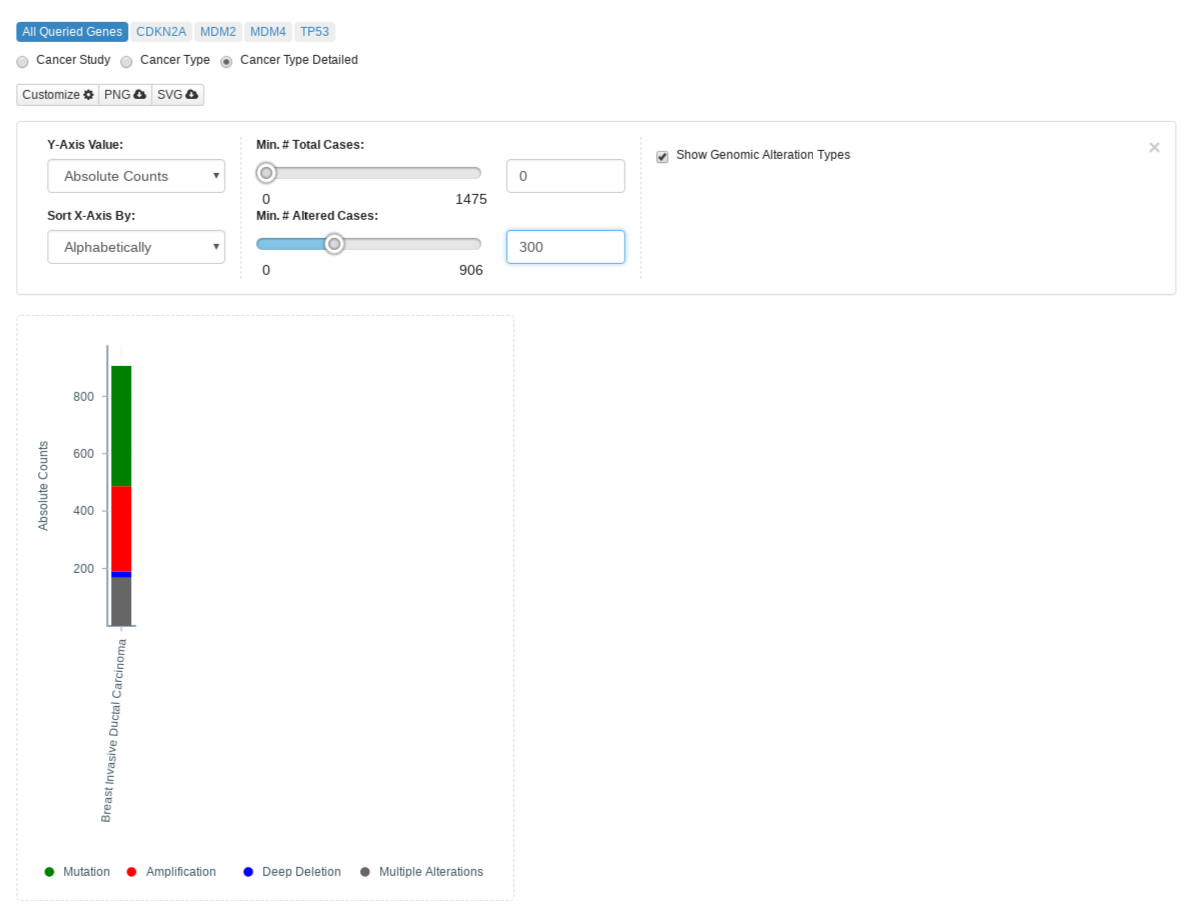 All Queried Genes CDKN2A MDM2 MDM4 TP53
Cancer Study Cancer Type Cancer Type Detailed
Customize PNG SVG
Y-Axis Value:
Absolute Counts
Sort X-Axis By:
Alphabetically
Min. # Total Cases:
0
0 1475
Min. # Altered Cases:
300
0 906
Show Genomic Alteration Types
×
Absolute Counts
800
600
400
200
Breast Invasive Ductal Carcinoma
Mutation Amplification Deep Deletion Multiple Alterations